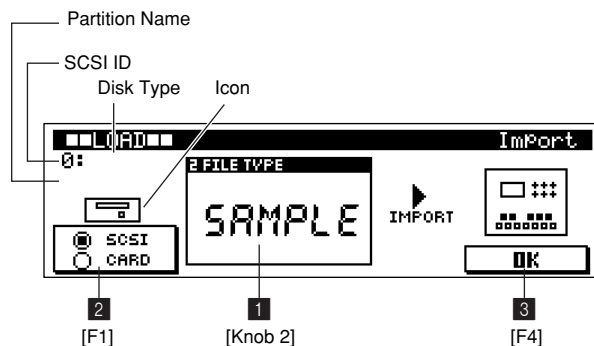 Partition Name
SCSI ID
Disk Type Icon
LOAD Import
0:
2 FILE TYPE
SAMPLE
IMPORT
SCSI
CARD
OK
2 1 3
[F1] [Knob 2] [F4]